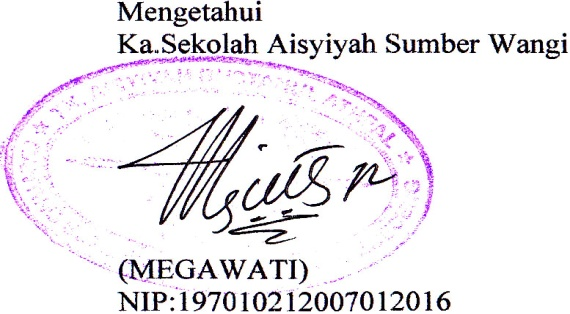 Mengetahui
Ka.Sekolah Aisyiyah Sumber Wangi
(MEGAWATI)
NIP:197010212007012016